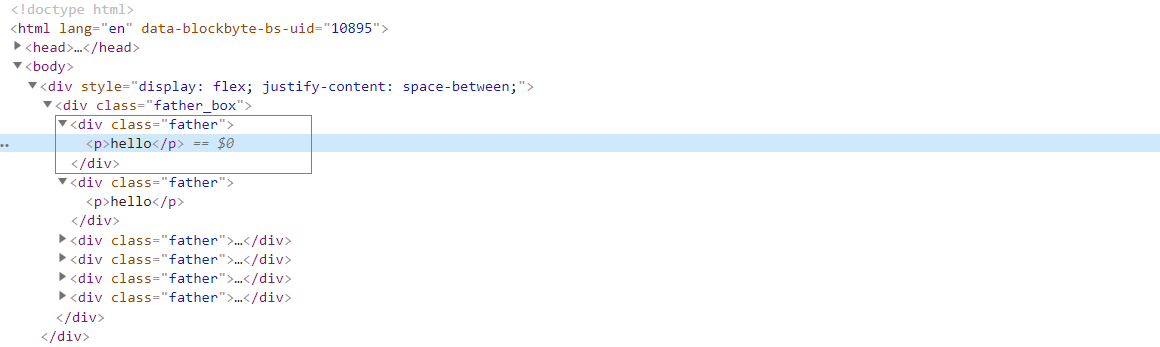 <!doctype html>
<html lang="en" data-blockbyte-bs-uid="10895">
<head>…</head>
<body>
<div style="display: flex; justify-content: space-between;">
<div class="father_box">
<div class="father">
<p>hello</p> == $0
</div>
<div class="father">
<p>hello</p>
</div>
<div class="father">…</div>
<div class="father">…</div>
<div class="father">…</div>
<div class="father">…</div>
</div>
</div>